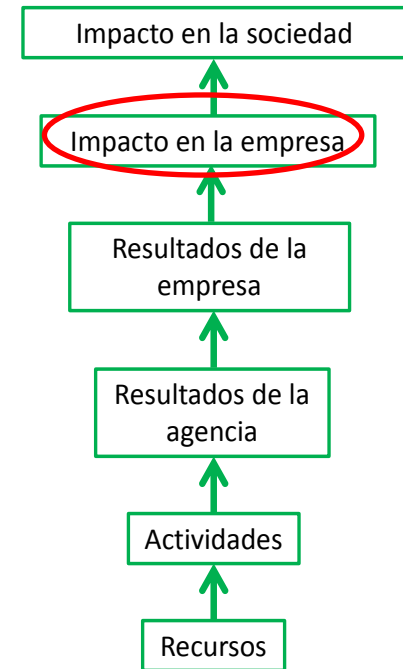 Impacto en la sociedad
Impacto en la empresa
Resultados de la
empresa
Resultados de la
agencia
Actividades
Recursos